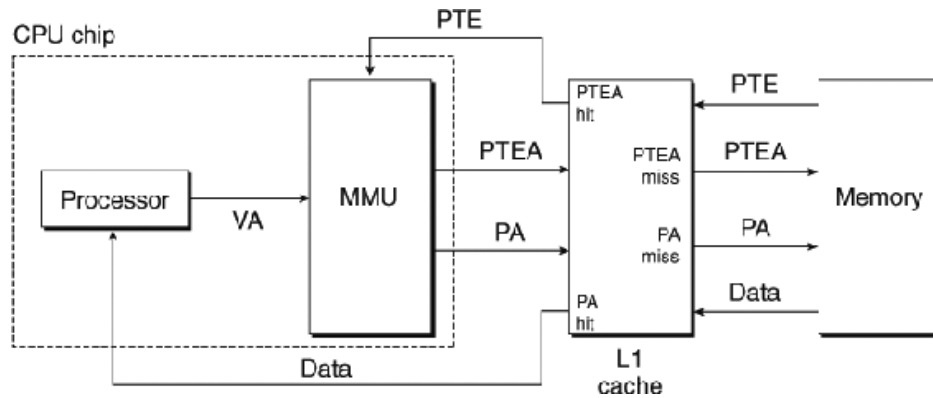 CPU chip
PTE
PTEA
hit
PTE
PTEA
PTEA
miss
PTEA
Processor
VA
MMU
Memory
PA
PA
miss
PA
PA
hit
Data
Data
L1
cache